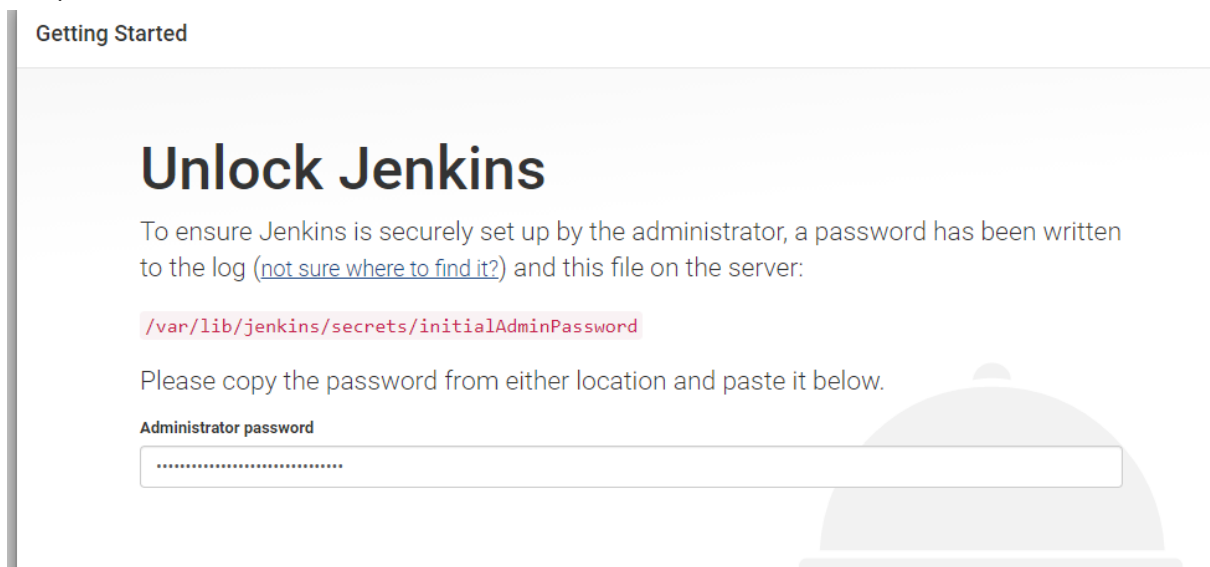 Getting Started
Unlock Jenkins
To ensure Jenkins is securely set up by the administrator, a password has been written
to the log (not sure where to find it?) and this file on the server:
/var/lib/jenkins/secrets/initialAdminPassword
Please copy the password from either location and paste it below.
Administrator password